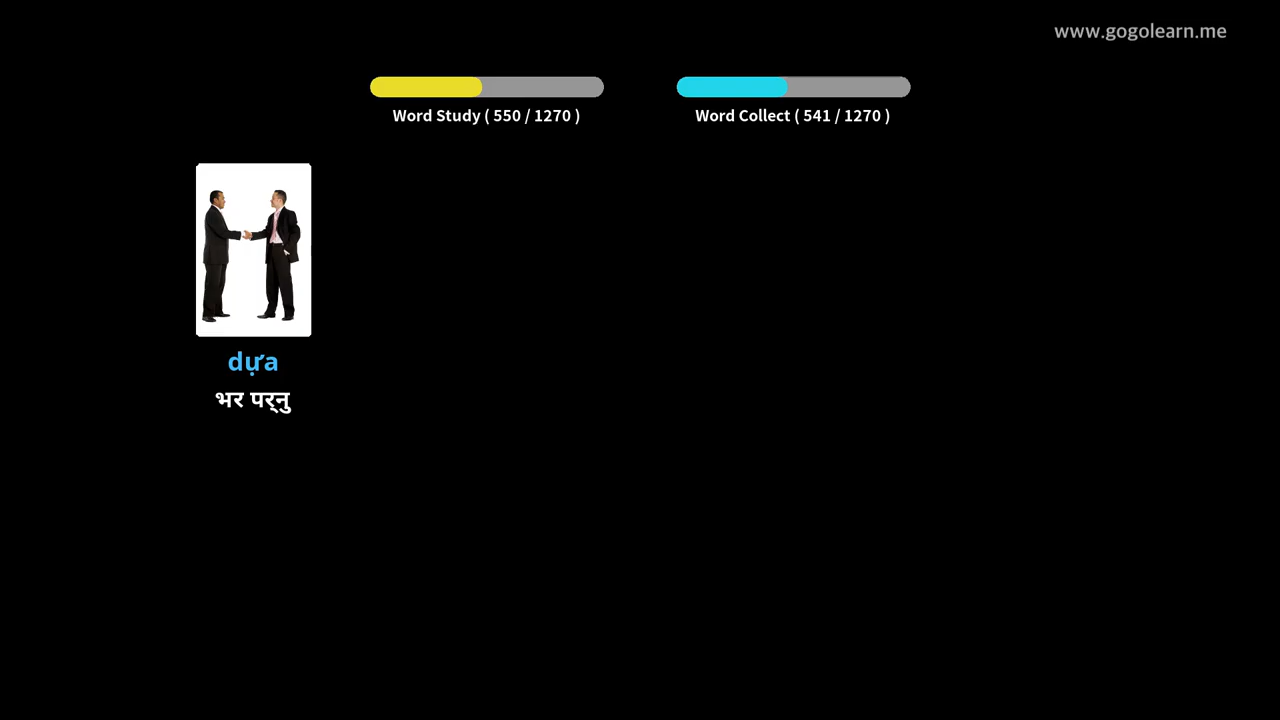 www.gogolearn.me
Word Study ( 550 / 1270 )
Word Collect ( 541 / 1270 )
dựa
भर पर्नु